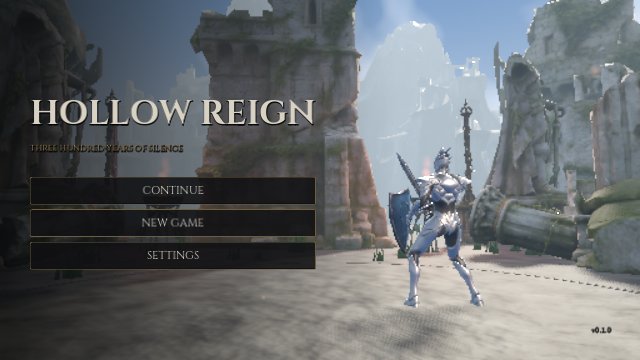 HOLLOW REIGN
THREE HUNDRED YEARS OF SILENCE
CONTINUE
NEW GAME
SETTINGS
v0.1.0